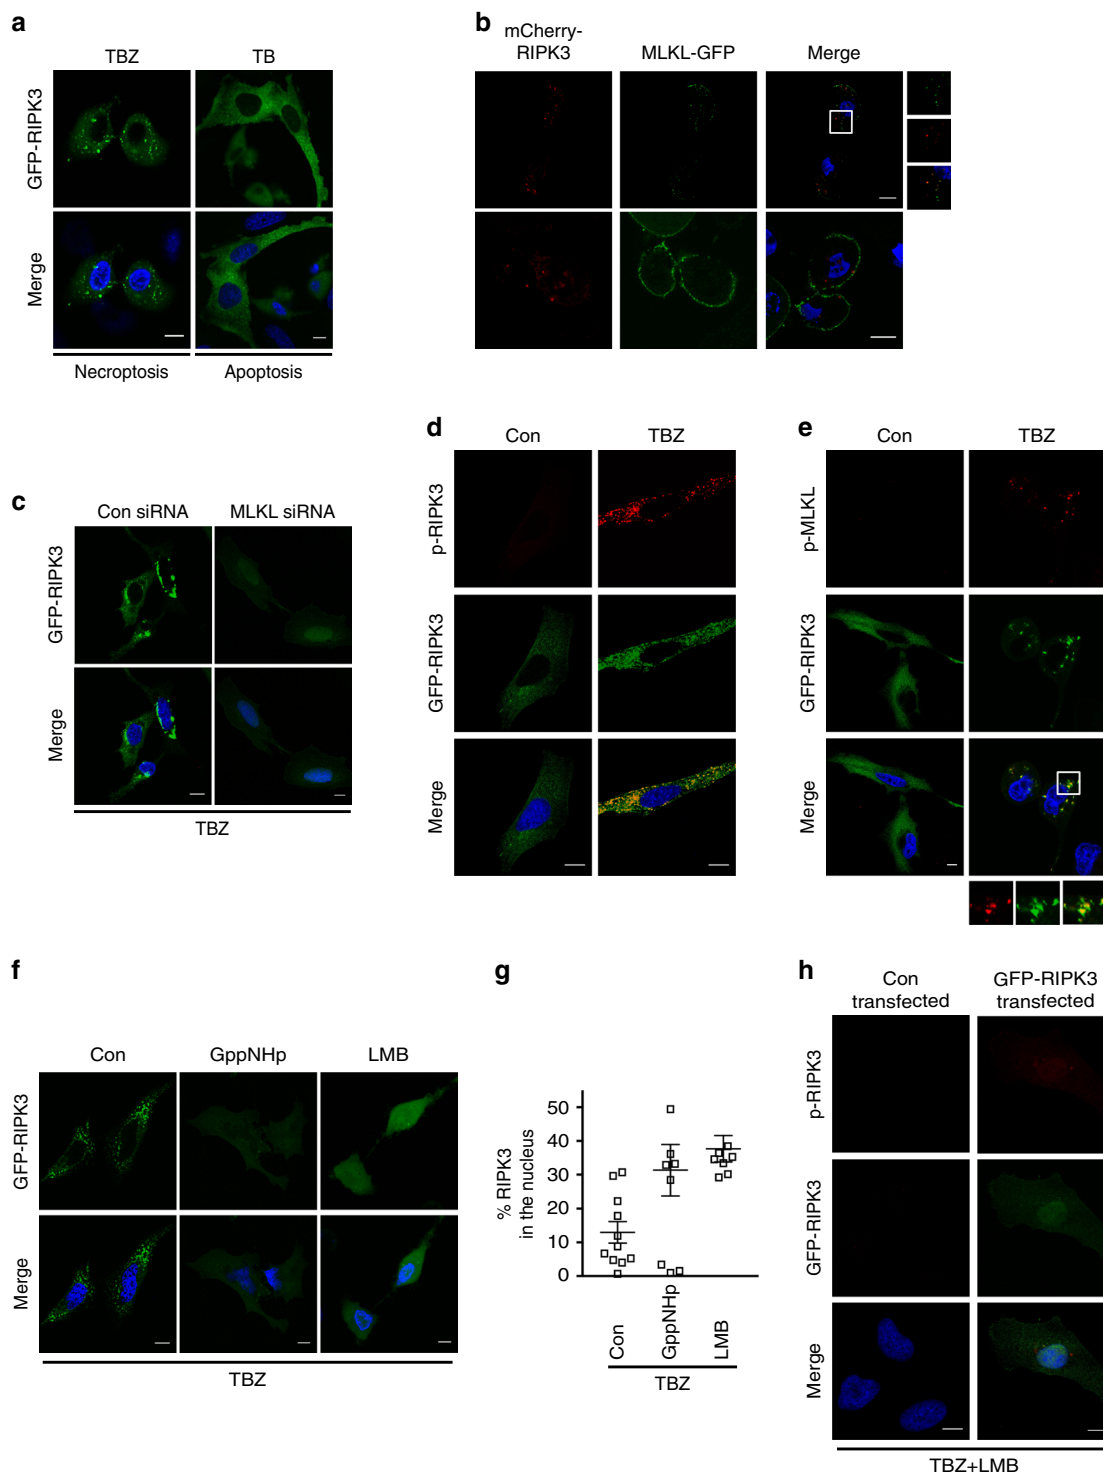 a
TBZ
TB
GFP-RIPK3
Merge
Necroptosis
Apoptosis
b
mCherry-
RIPK3
MLKL-GFP
Merge
c
Con siRNA
MLKL siRNA
GFP-RIPK3
Merge
TBZ
d
Con
TBZ
p-RIPK3
GFP-RIPK3
Merge
e
Con
TBZ
p-MLKL
GFP-RIPK3
Merge
f
Con
GppNHp
LMB
GFP-RIPK3
Merge
TBZ
g
% RIPK3
in the nucleus
50
40
30
20
10
0
Con
GppNHp
LMB
TBZ
h
Con
transfected
GFP-RIPK3
transfected
p-RIPK3
GFP-RIPK3
Merge
TBZ+LMB